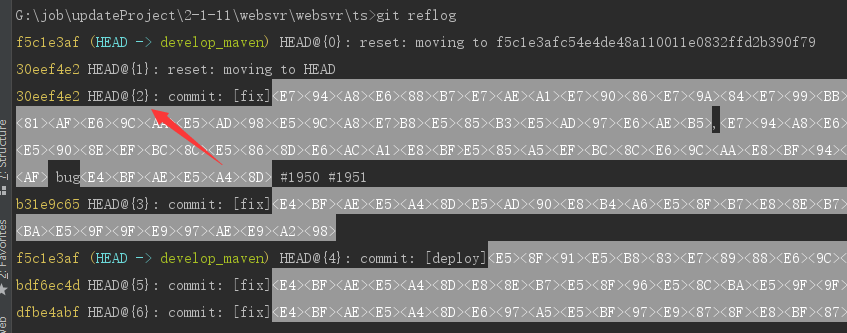 G:\job\updateProject\2-1-11\websvr\websvr\ts>git reflog
f5c1e3af (HEAD -> develop_maven) HEAD@{0}: reset: moving to f5c1e3afc54e4de48a110011e0832ffd2b390f79
30eef4e2 HEAD@{1}: reset: moving to HEAD
30eef4e2 HEAD@{2}: commit: [fix]<E7><94><A8><E6><88><B7><E7><AE><A1><E7><90><86><E7><9A><84><E7><99><BB>
<81><AF><E6><9C><AA><E5><AD><98><E5><9C><A8><E7>B8><E5><85><B3><E5><AD><97><E6><AE><B5>,<E7><94><A8><E6>
<E5><90><8E><EF><BC><8C><E5><86><8D><E6><AC><A1><E8><BF><9E><E5><85><A5><EF><BC><8C><E6><9C><AA><E8><BF><94>
<AF> bug<E4><BF><AE><E5><A4><8D> #1950 #1951
b31e9c65 HEAD@{3}: commit: [fix]<E4><BF><AE><E5><A4><8D><E5><AD><90><E8><B4><A6><E5><8F><B7><E8><8E><B7>
<BA><E5><9F><9F><E9><97><AE><E9><A2><98>
f5c1e3af (HEAD -> develop_maven) HEAD@{4}: commit: [deploy]<E5><8F><91><E5><B8><83><E7><89><88><E6><9C>
bdf6ec4d HEAD@{5}: commit: [fix]<E4><BF><AE><E5><A4><8D><E8><8E><B7><E5><8F><96><E5><8C><BA><E5><9F><9F>
dfbe4abf HEAD@{6}: commit: [fix]<E4><BF><AE><E5><A4><8D><E6><97><A5><E5><BF><97><E9><87><8F><E8><BF><87>
7: Structure
2: Favorites